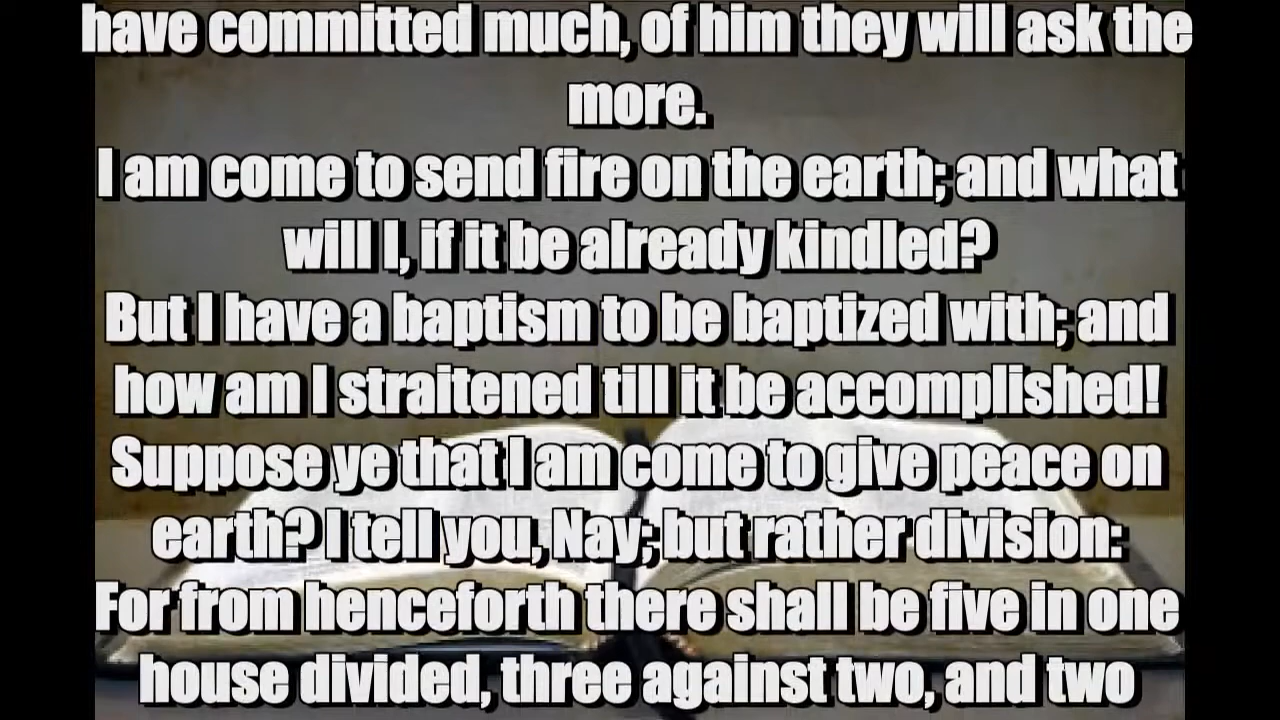 have committed much, of him they will ask the
more.
I am come to send fire on the earth; and what
will I, if it be already kindled?
But I have a baptism to be baptized with; and
how am I straitened till it be accomplished!
Suppose ye that I am come to give peace on
earth? I tell you, Nay; but rather division:
For from henceforth there shall be five in one
house divided, three against two, and two